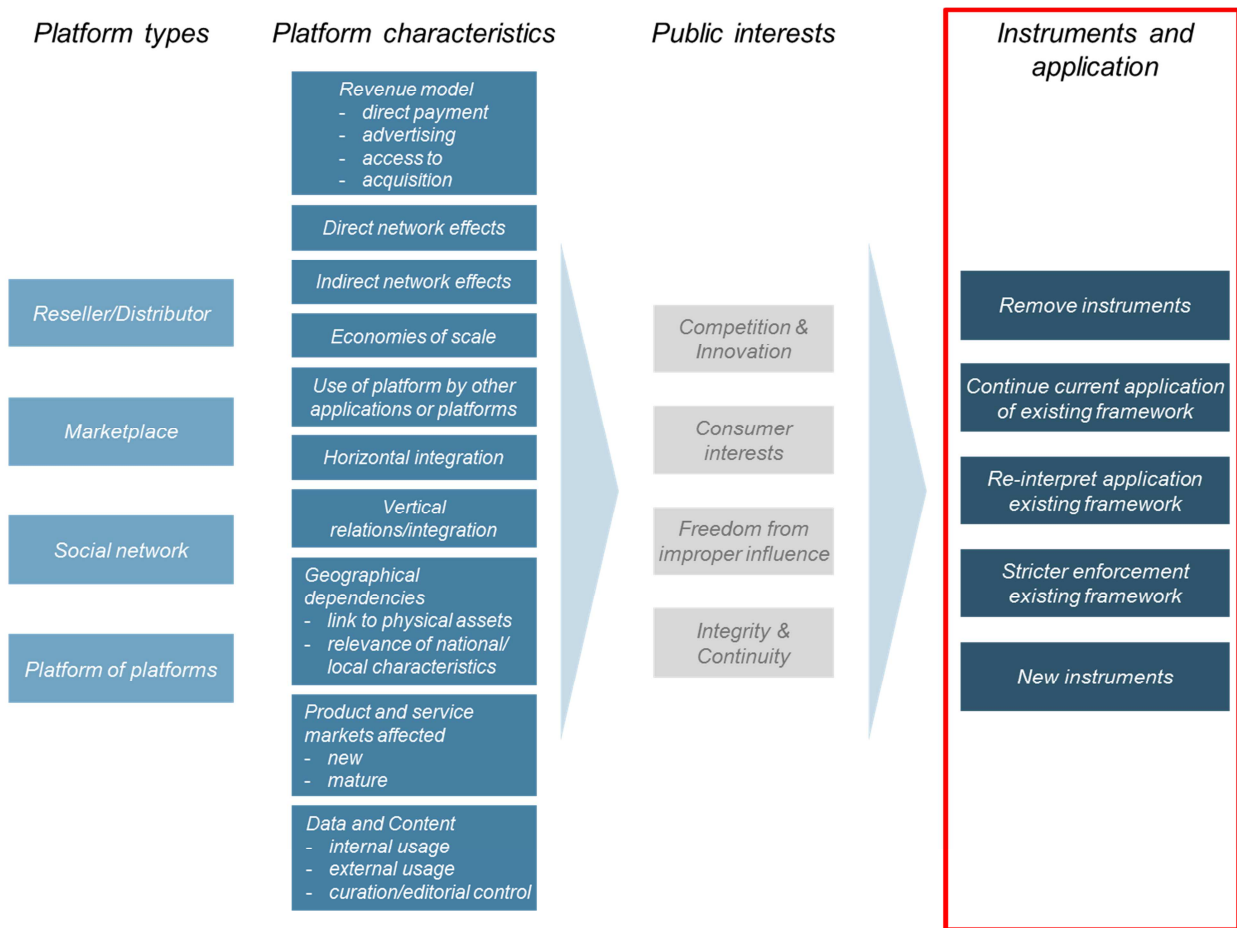 Platform types
Platform characteristics
Public interests
Instruments and
application
Reseller/Distributor
Marketplace
Social network
Platform of platforms
Revenue model
- direct payment
- advertising
- access to
- acquisition
Direct network effects
Indirect network effects
Economies of scale
Use of platform by other
applications or platforms
Horizontal integration
Vertical
relations/integration
Geographical
dependencies
- link to physical assets
- relevance of national/
local characteristics
Product and service
markets affected
- new
- mature
Data and Content
- internal usage
- external usage
- curation/editorial control
Competition &
Innovation
Consumer
interests
Freedom from
improper influence
Integrity &
Continuity
Remove instruments
Continue current application
of existing framework
Re-interpret application
existing framework
Stricter enforcement
existing framework
New instruments